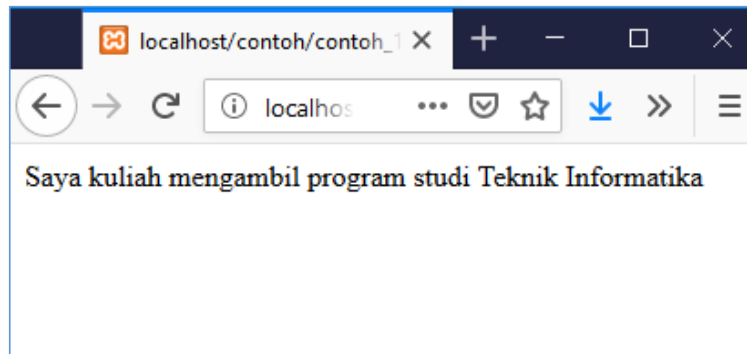 localhost/contoh/contoh_1
localhos
Saya kuliah mengambil program studi Teknik Informatika